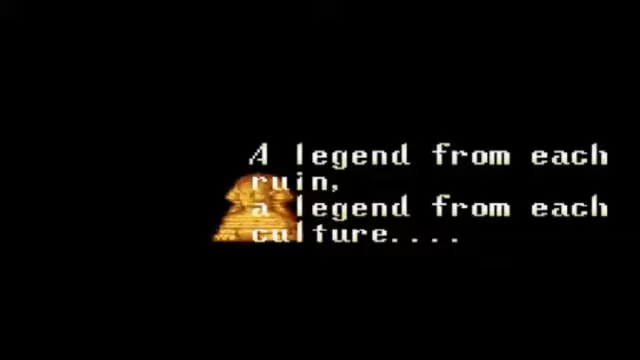 A legend from each
ruin,
a legend from each
culture....